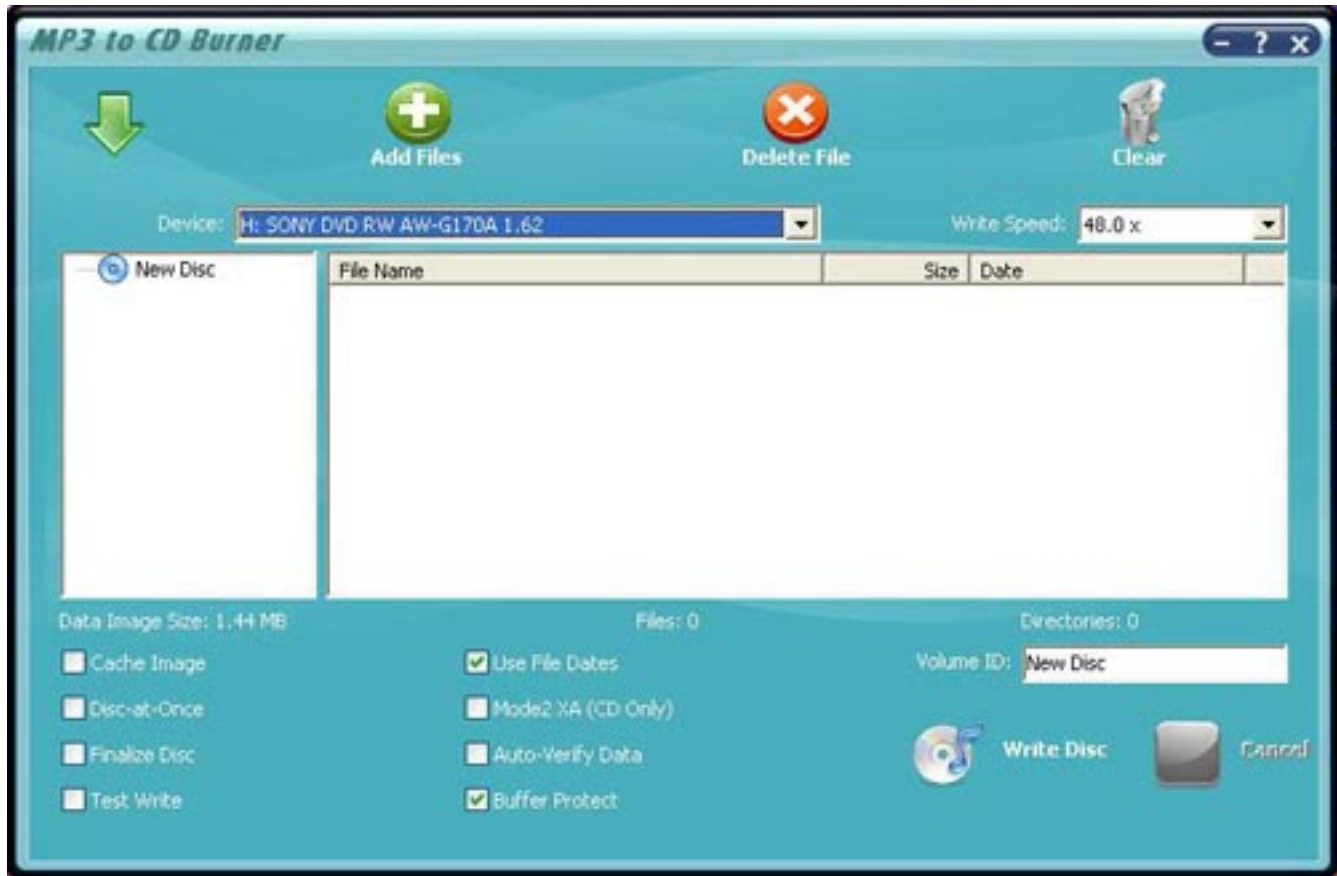 MP3 to CD Burner
Add Files Delete File Clear
Device: H: SONY DVD RW AW-G170A 1.62 Write Speed: 48.0 x
New Disc File Name Size Date
Data Image Size: 1.44 MB Files: 0 Directories: 0
Cache Image Use File Dates Volume ID: New Disc
Disc-at-Once Mode2 XA (CD Only)
Finalize Disc Auto-Verify Data Write Disc Cancel
Test Write Buffer Protect